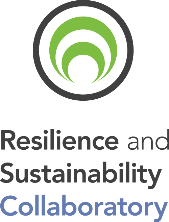 Resilience and
Sustainability
Collaboratory